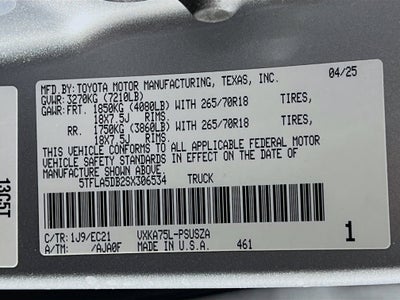 MFD.BY:TOYOTA MOTOR MANUFACTURING, TEXAS, INC. 04/25
GVWR: 3270KG (7210LB)
GAWR:FRT. 1850KG (4080LB) WITH 265/70R18 TIRES,
18X7.5J RIMS
RR. 1750KG (3860LB) WITH 265/70R18 TIRES,
18X7.5J RIMS.
THIS VEHICLE CONFORMS TO ALL APPLICABLE FEDERAL MOTOR
VEHICLE SAFETY STANDARDS IN EFFECT ON THE DATE OF
MANUFACTURE SHOWN ABOVE.
5TFLA5DB2SX306534 TRUCK
C/TR: 1J9/EC21 VXKA75L-PSUSZA
A/TM: /AJA0F MADE IN U.S.A. 461 1
13C5T